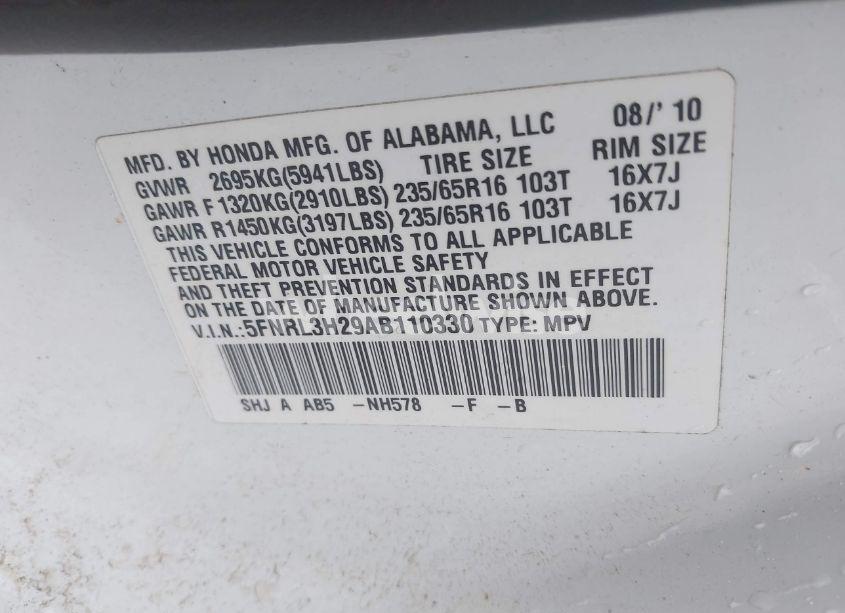 MFD. BY HONDA MFG. OF ALABAMA, LLC 08/' 10
GVWR 2695KG(5941LBS) TIRE SIZE RIM SIZE
GAWR F1320KG(2910LBS) 235/65R16 103T 16X7J
GAWR R1450KG(3197LBS) 235/65R16 103T 16X7J
THIS VEHICLE CONFORMS TO ALL APPLICABLE
FEDERAL MOTOR VEHICLE SAFETY
AND THEFT PREVENTION STANDARDS IN EFFECT
ON THE DATE OF MANUFACTURE SHOWN ABOVE.
V.I.N.:5FNRL3H29AB110330 TYPE: MPV
SHJ A AB5 -NH578 -F -B